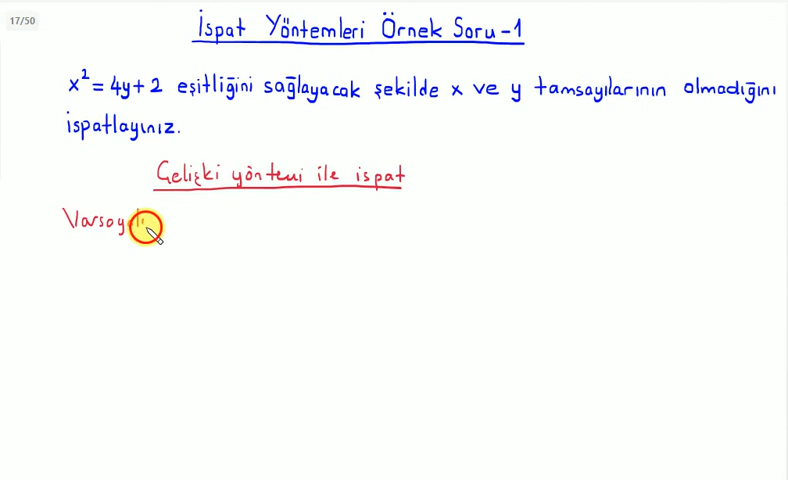 17/50
İspat Yöntemleri Örnek Soru-1
x² = 4y+2 eşitliğini sağlayacak şekilde x ve y tamsayılarının olmadığını
ispatlayınız.
Çelişki yöntemi ile ispat